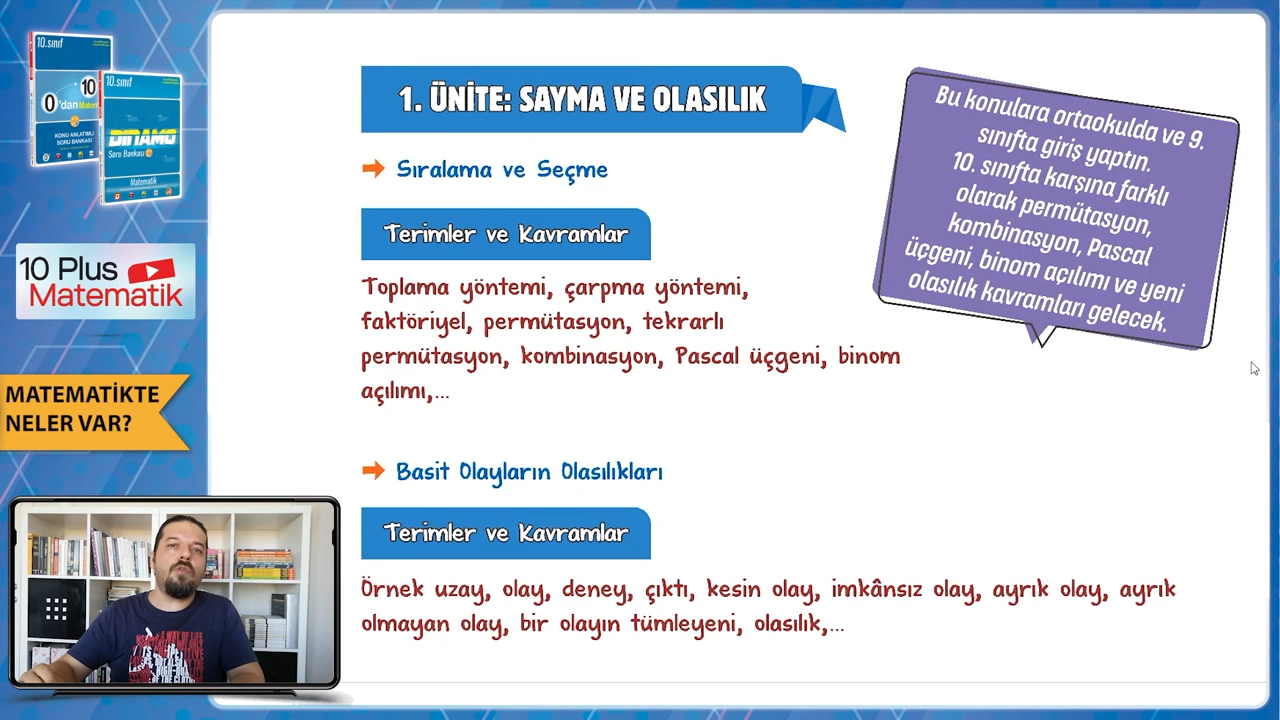 10.sınıf
0'dan 10
KONU ANLATIMLI
SORU BANKASI
10.sınıf
DİNAMO
Soru Bankası
Matematik
10 Plus
Matematik
MATEMATİKTE
NELER VAR?
1. ÜNİTE: SAYMA VE OLASILIK
Sıralama ve Seçme
Terimler ve Kavramlar
Toplama yöntemi, çarpma yöntemi,
faktöriyel, permütasyon, tekrarlı
permütasyon, kombinasyon, Pascal üçgeni, binom
açılımı,...
Basit Olayların Olasılıkları
Terimler ve Kavramlar
Örnek uzay, olay, deney, çıktı, kesin olay, imkânsız olay, ayrık olay, ayrık
olmayan olay, bir olayın tümleyeni, olasılık,...
Bu konulara ortaokulda ve 9.
sınıfta giriş yaptın.
10. sınıfta karşına farklı
olarak permütasyon,
kombinasyon, Pascal
üçgeni, binom açılımı ve yeni
olasılık kavramları gelecek.